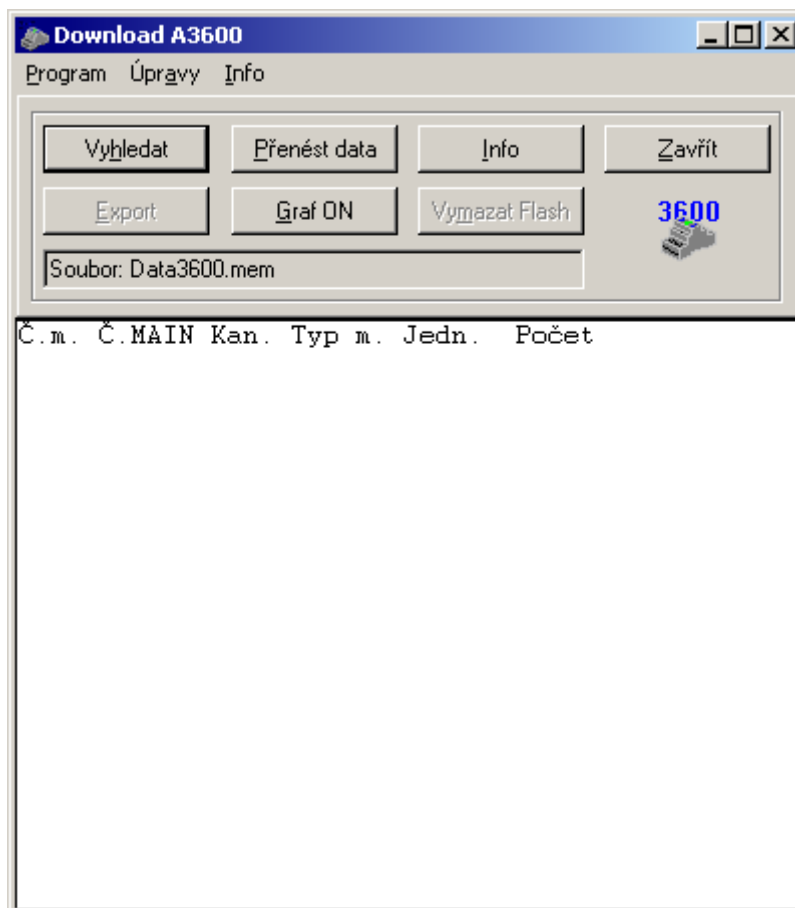 Download A3600
Program Úpravy Info
Vyhledat Přenést data Info Zavřít
Export Graf ON Vymazat Flash 3600
Soubor: Data3600.mem
Č.m. Č.MAIN Kan. Typ m. Jedn. Počet